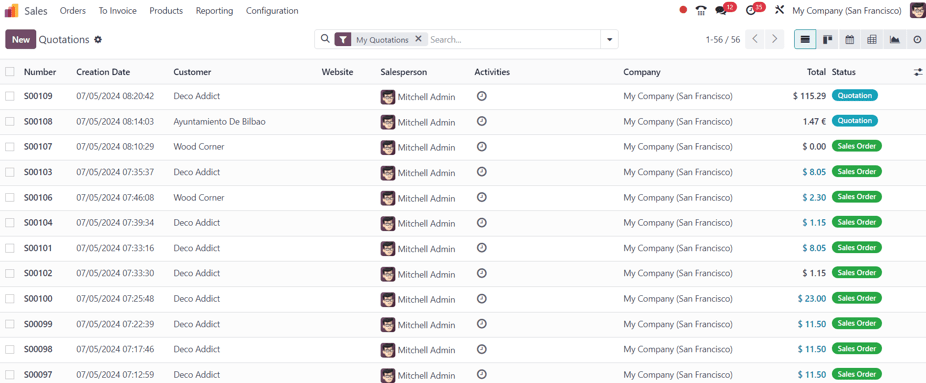 Sales Orders To Invoice Products Reporting Configuration 12 35 My Company (San Francisco)
New Quotations My Quotations Search... 1-56 / 56
Number Creation Date Customer Website Salesperson Activities Company Total Status
S00109 07/05/2024 08:20:42 Deco Addict Mitchell Admin My Company (San Francisco) $ 115.29 Quotation
S00108 07/05/2024 08:14:03 Ayuntamiento De Bilbao Mitchell Admin My Company (San Francisco) 1.47 € Quotation
S00107 07/05/2024 08:10:29 Wood Corner Mitchell Admin My Company (San Francisco) $ 0.00 Sales Order
S00103 07/05/2024 07:35:37 Deco Addict Mitchell Admin My Company (San Francisco) $ 8.05 Sales Order
S00106 07/05/2024 07:46:08 Wood Corner Mitchell Admin My Company (San Francisco) $ 2.30 Sales Order
S00104 07/05/2024 07:39:34 Deco Addict Mitchell Admin My Company (San Francisco) $ 1.15 Sales Order
S00101 07/05/2024 07:33:16 Deco Addict Mitchell Admin My Company (San Francisco) $ 8.05 Sales Order
S00102 07/05/2024 07:33:30 Deco Addict Mitchell Admin My Company (San Francisco) $ 1.15 Sales Order
S00100 07/05/2024 07:25:48 Deco Addict Mitchell Admin My Company (San Francisco) $ 23.00 Sales Order
S00099 07/05/2024 07:22:39 Deco Addict Mitchell Admin My Company (San Francisco) $ 11.50 Sales Order
S00098 07/05/2024 07:17:46 Deco Addict Mitchell Admin My Company (San Francisco) $ 11.50 Sales Order
S00097 07/05/2024 07:12:59 Deco Addict Mitchell Admin My Company (San Francisco) $ 11.50 Sales Order